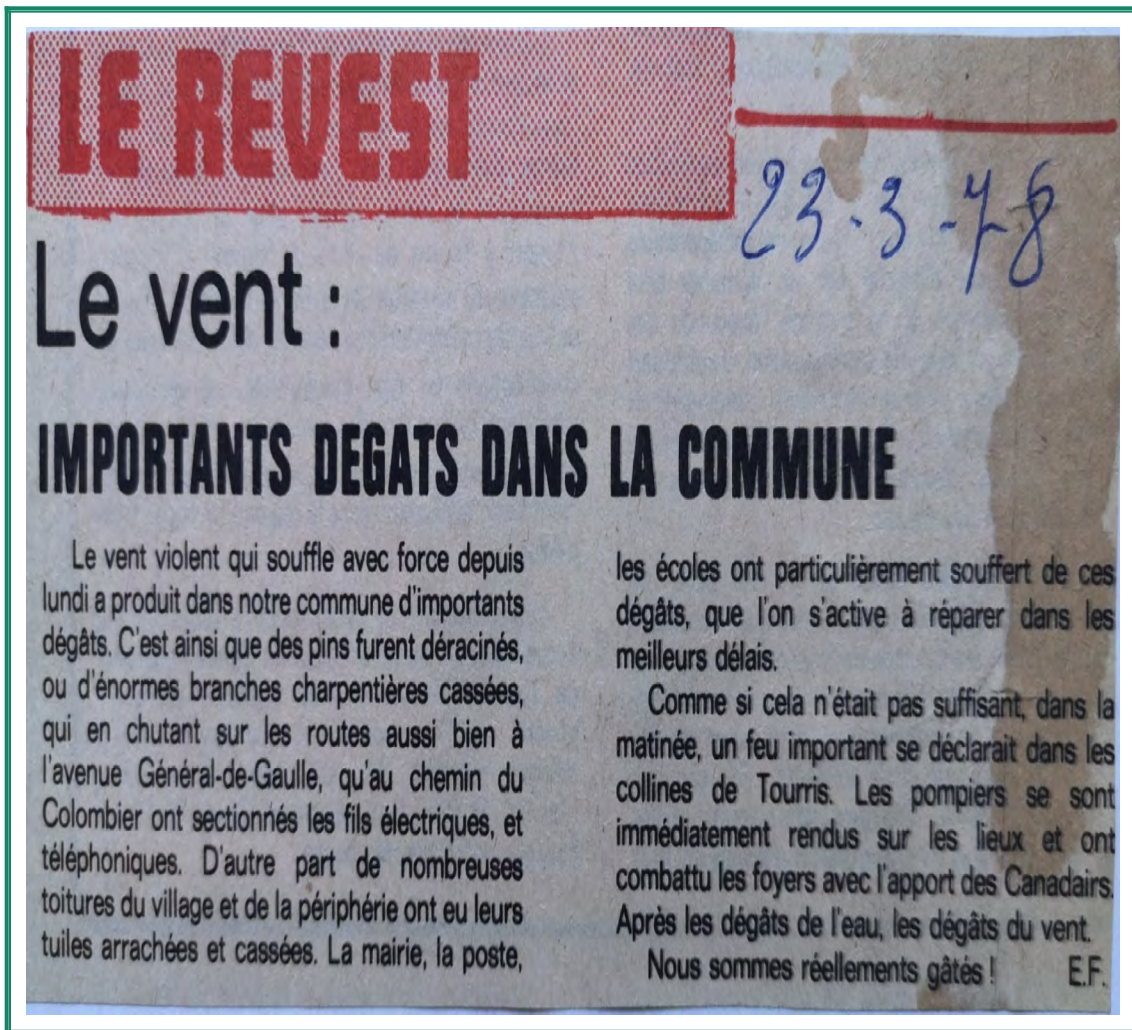 LE REVEST
23-3-78
Le vent :
IMPORTANTS DEGATS DANS LA COMMUNE
Le vent violent qui souffle avec force depuis
lundi a produit dans notre commune d'importants
dégâts. C'est ainsi que des pins furent déracinés,
ou d'énormes branches charpentières cassées,
qui en chutant sur les routes aussi bien à
l'avenue Général-de-Gaulle, qu'au chemin du
Colombier ont sectionnés les fils électriques, et
téléphoniques. D'autre part de nombreuses
toitures du village et de la périphérie ont eu leurs
tuiles arrachées et cassées. La mairie, la poste,
les écoles ont particulièrement souffert de ces
dégâts, que l'on s'active à réparer dans les
meilleurs délais.
Comme si cela n'était pas suffisant, dans la
matinée, un feu important se déclarait dans les
collines de Tourris. Les pompiers se sont
immédiatement rendus sur les lieux et ont
combattu les foyers avec l'apport des Canadairs.
Après les dégâts de l'eau, les dégâts du vent.
Nous sommes réellements gâtés ! E.F.